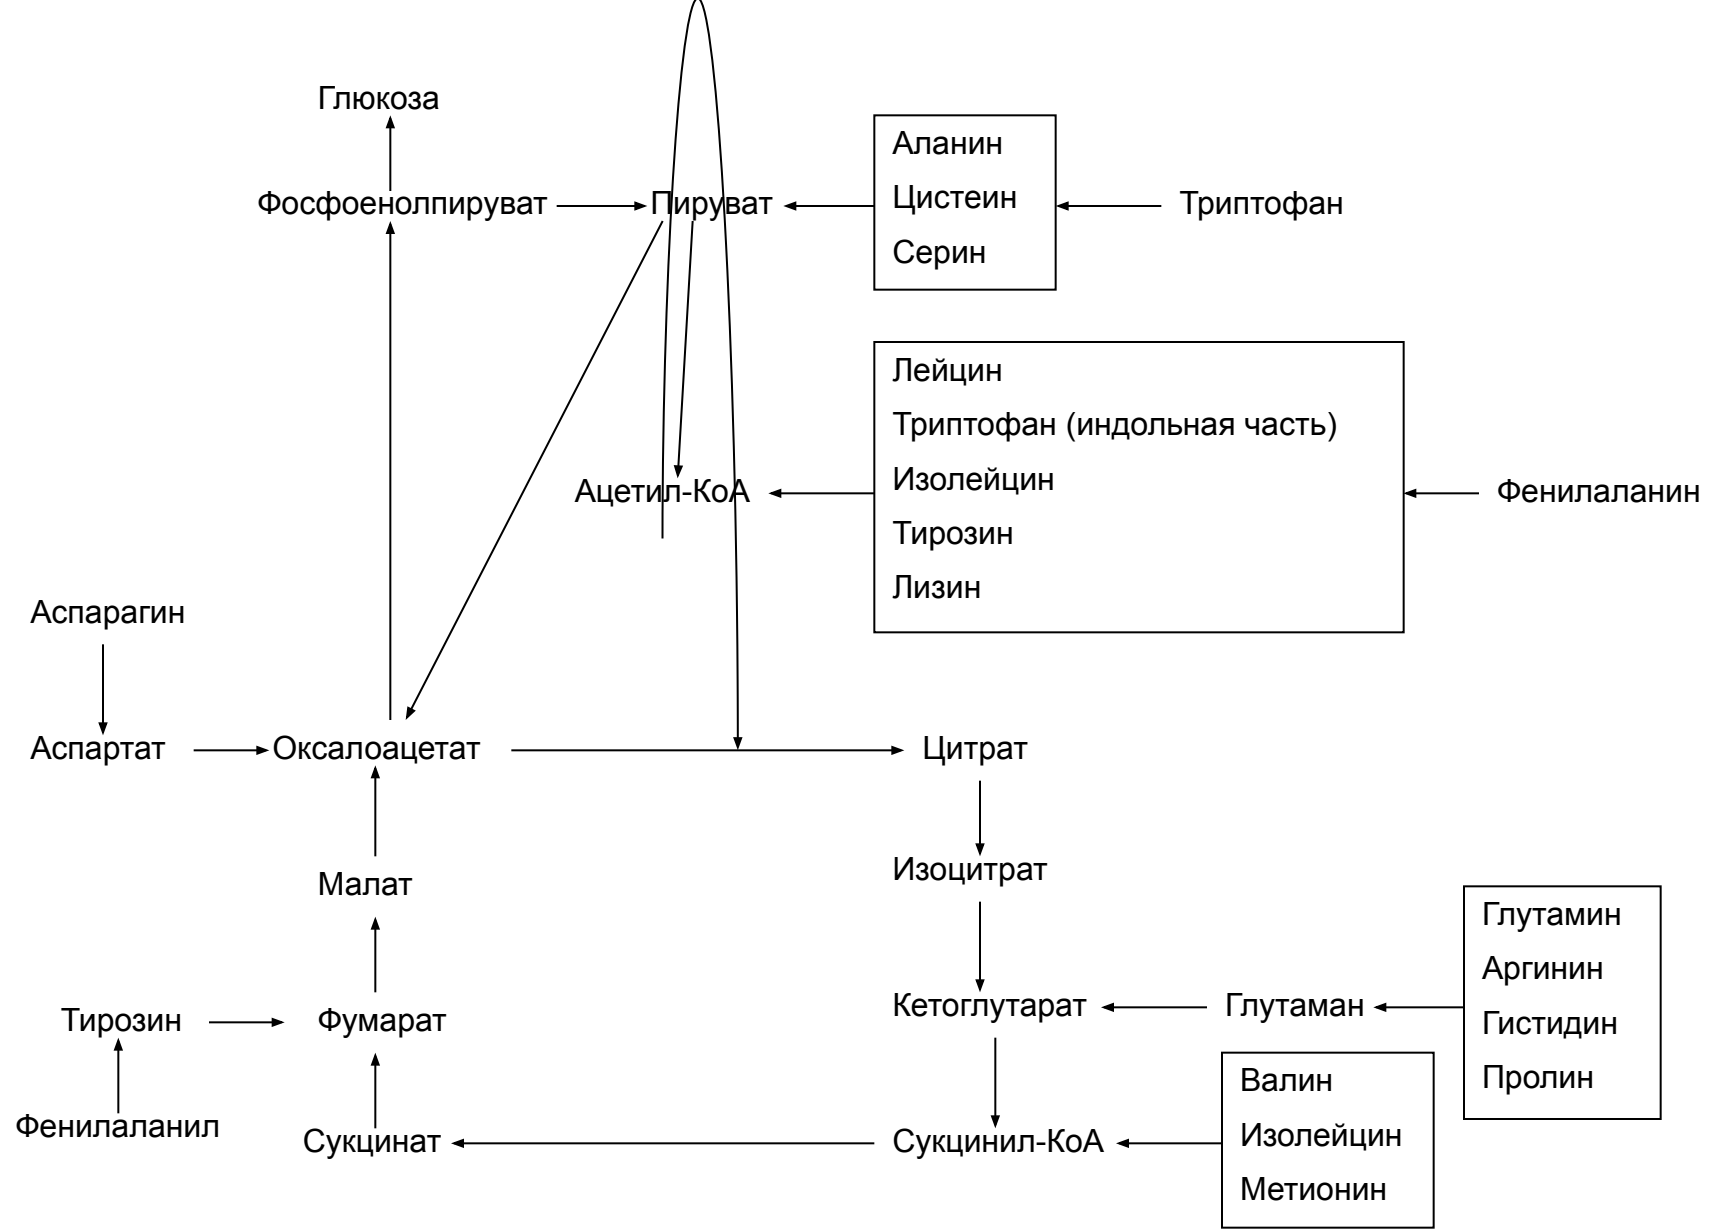 Глюкоза
Фосфоенолпируват
Пируват
Аланин
Цистеин
Серин
Триптофан
Лейцин
Триптофан (индольная часть)
Изолейцин
Тирозин
Лизин
Ацетил-КоА
Фенилаланин
Аспарагин
Аспартат
Оксалоацетат
Цитрат
Изоцитрат
Малат
Глутамин
Аргинин
Гистидин
Пролин
Тирозин
Фумарат
Кетоглутарат
Глутаман
Валин
Изолейцин
Метионин
Фенилаланил
Сукцинат
Сукцинил-КоА